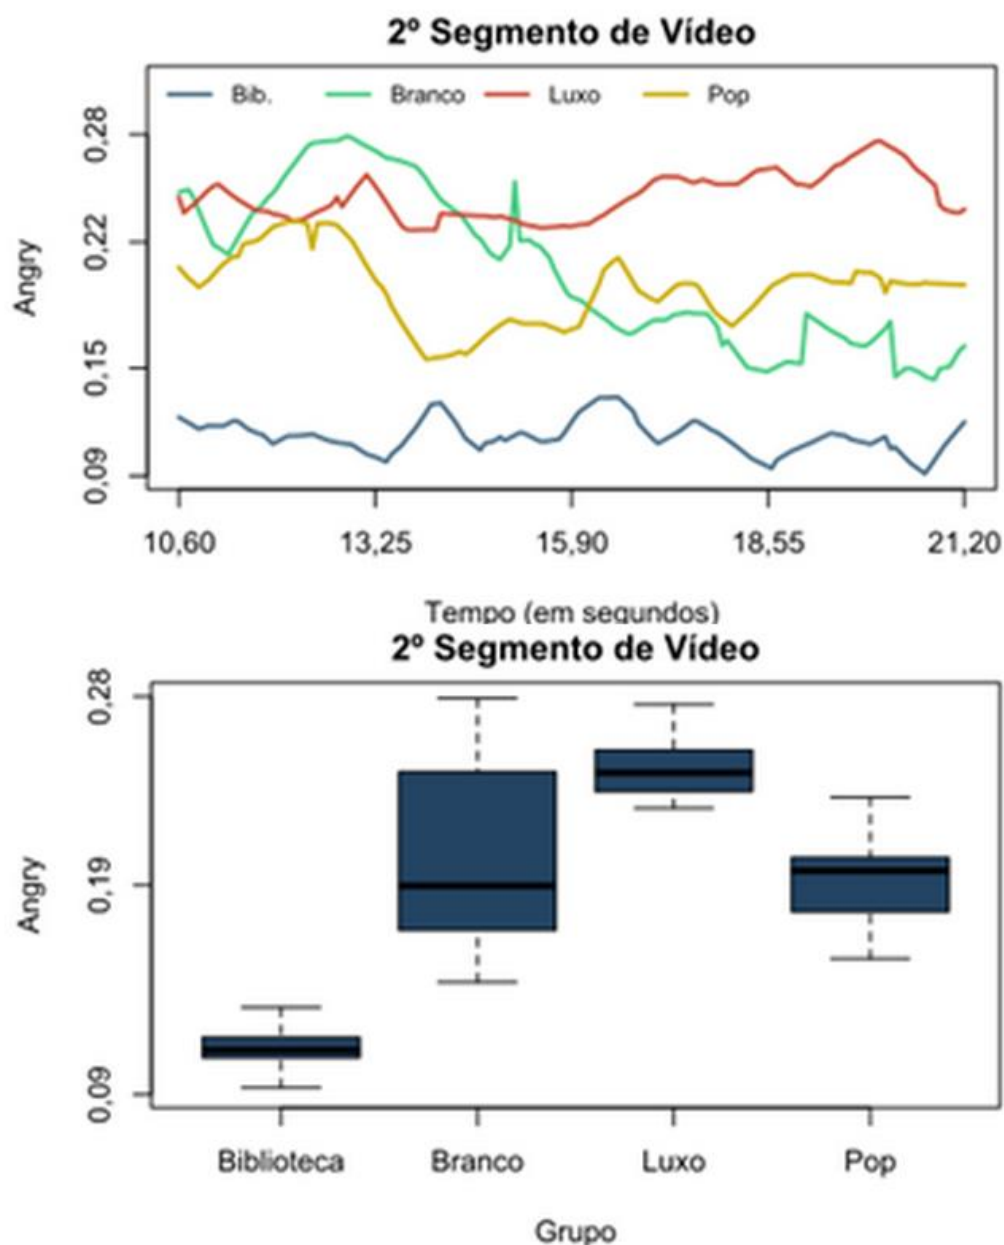 2º Segmento de Vídeo
Bib. Branco Luxo Pop
Angry
0,28
0,22
0,15
0,09
10,60 13,25 15,90 18,55 21,20
Tempo (em segundos)
2º Segmento de Vídeo
Angry
0,28
0,19
0,09
Biblioteca Branco Luxo Pop
Grupo